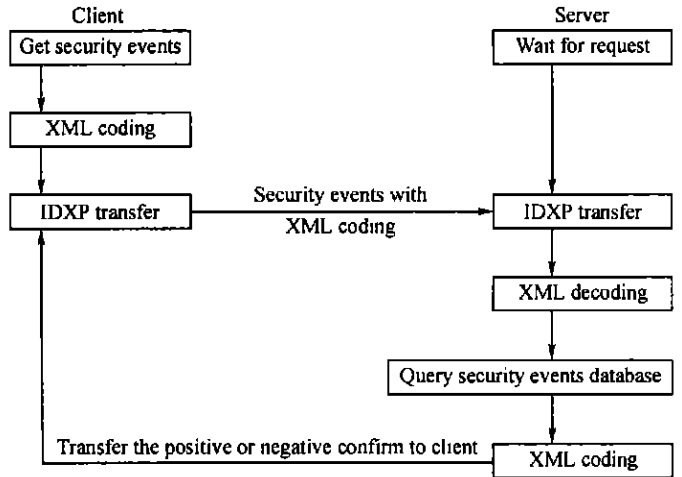 Client
Server
Get security events
Wait for request
XML coding
IDXP transfer
Security events with
XML coding
IDXP transfer
XML decoding
Query security events database
Transfer the positive or negative confirm to client
XML coding